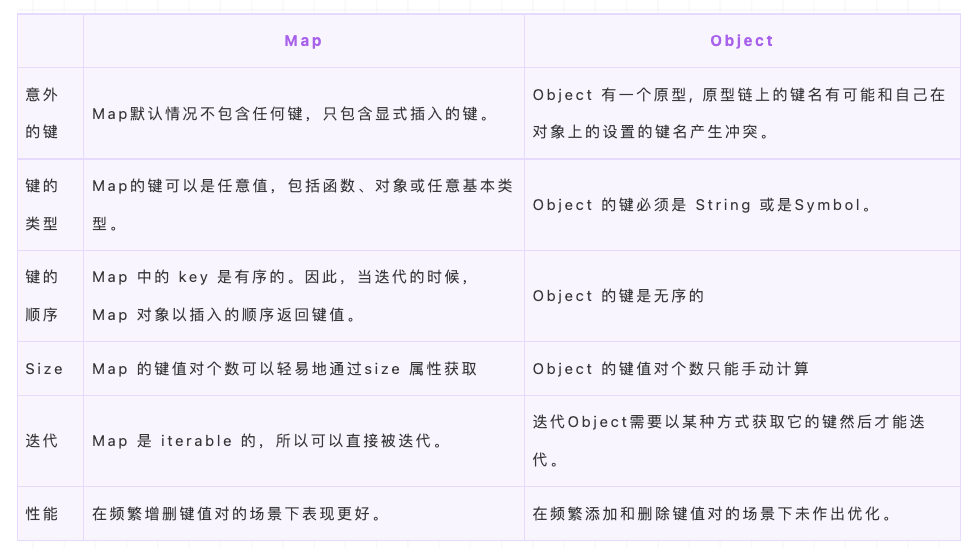 Map
Object
意外
的键
Map默认情况不包含任何键，只包含显式插入的键。
Object 有一个原型, 原型链上的键名有可能和自己在
对象上的设置的键名产生冲突。
键的
类型
Map的键可以是任意值，包括函数、对象或任意基本类
型。
Object 的键必须是 String 或是Symbol。
键的
顺序
Map 中的 key 是有序的。因此，当迭代的时候，
Map 对象以插入的顺序返回键值。
Object 的键是无序的
Size
Map 的键值对个数可以轻易地通过size 属性获取
Object 的键值对个数只能手动计算
迭代
Map 是 iterable 的，所以可以直接被迭代。
迭代Object需要以某种方式获取它的键然后才能迭
代。
性能
在频繁增删键值对的场景下表现更好。
在频繁添加和删除键值对的场景下未作出优化。